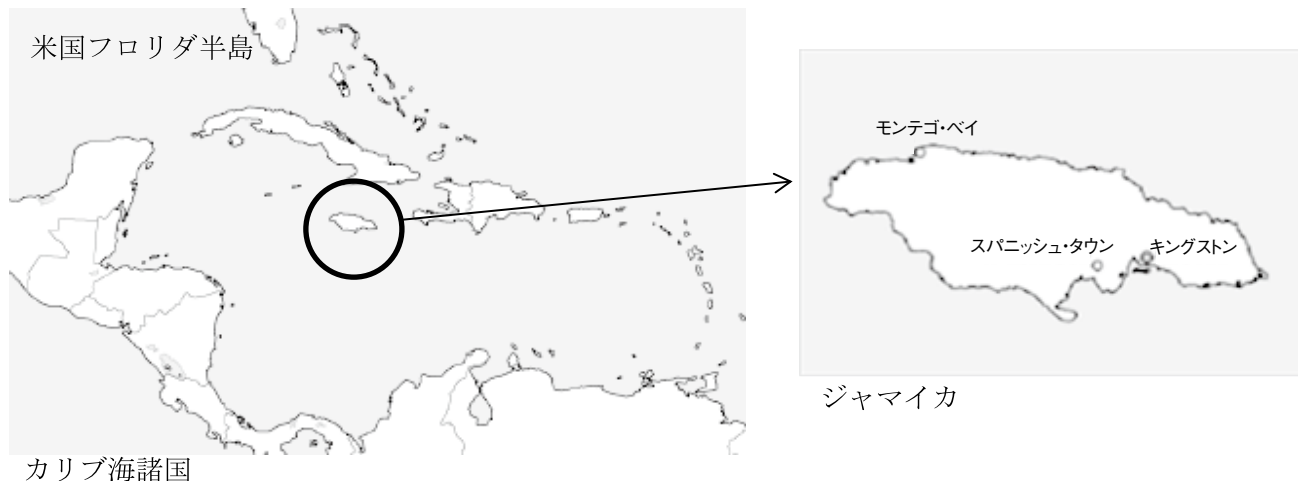 米国フロリダ半島
モンテゴ・ベイ
スパニッシュ・タウン
キングストン
ジャマイカ
カリブ海諸国